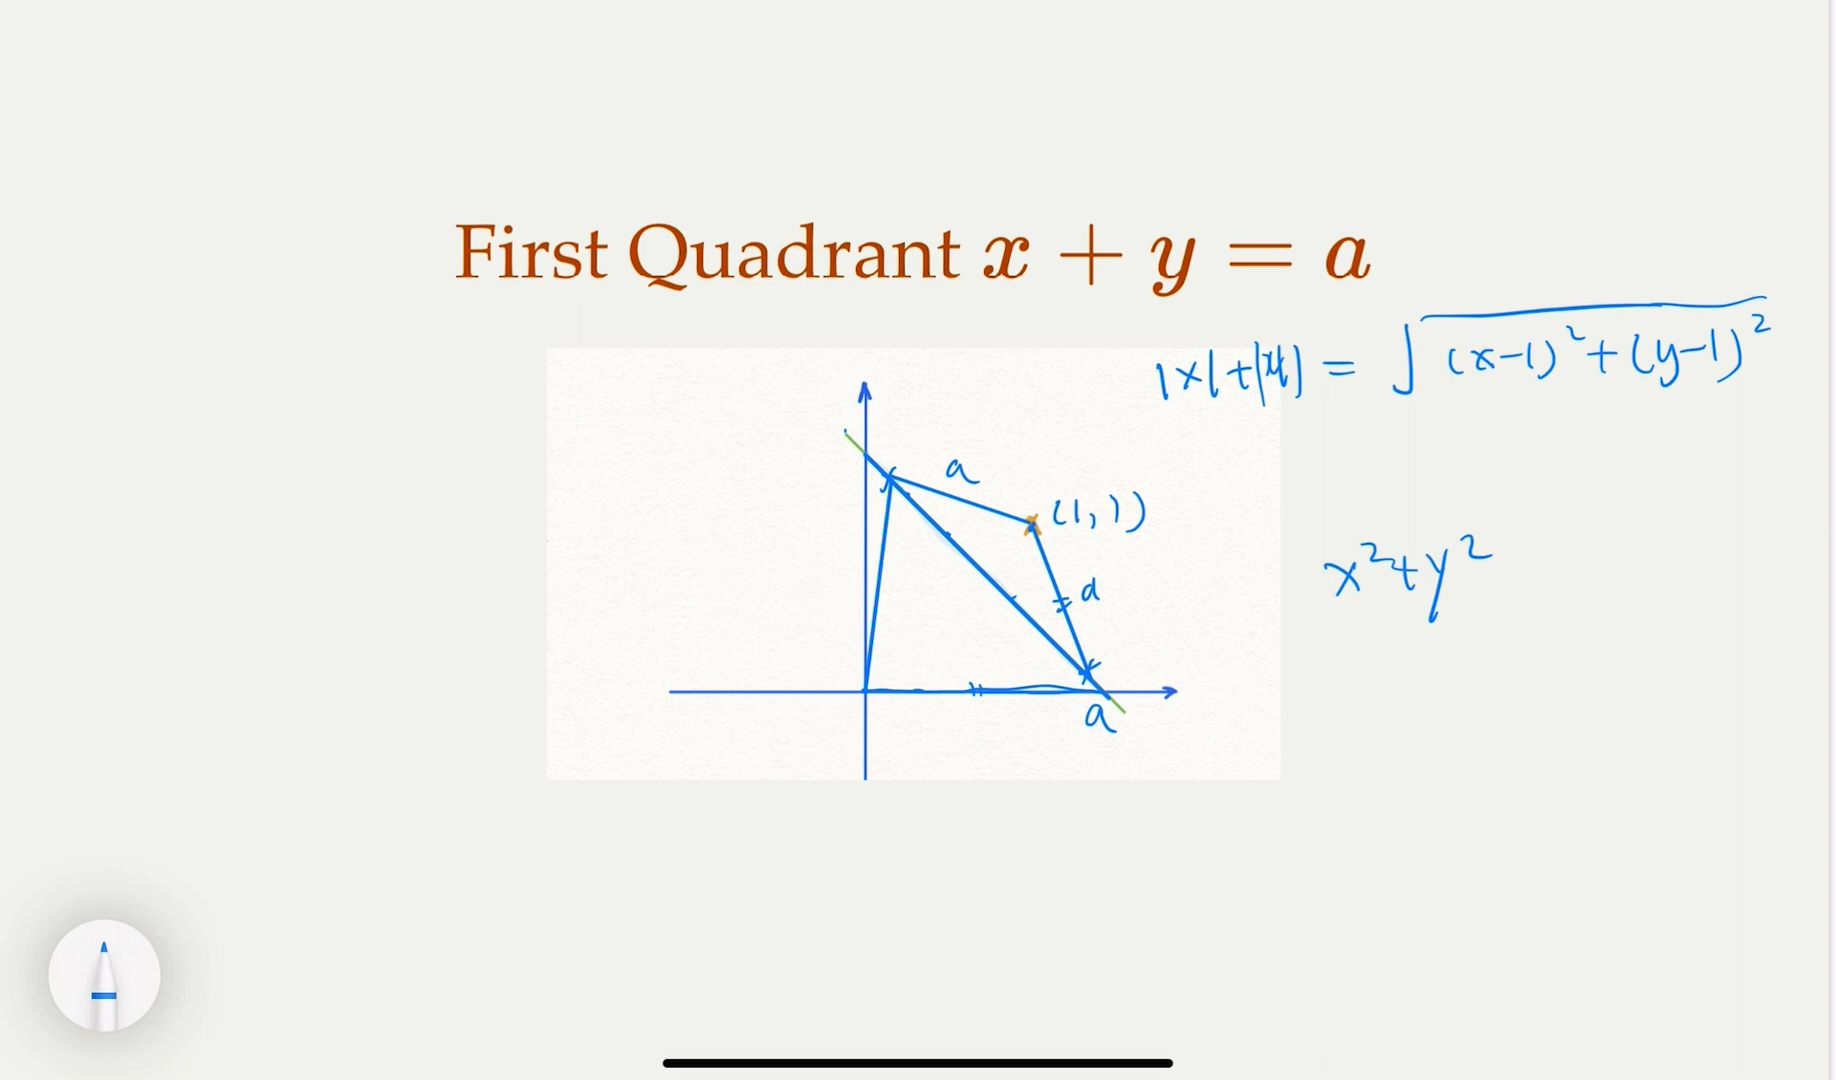 First Quadrant x + y = a
|x|+|y| = √(x-1)²+(y-1)²
a
(1,1)
x²+y²
d
a